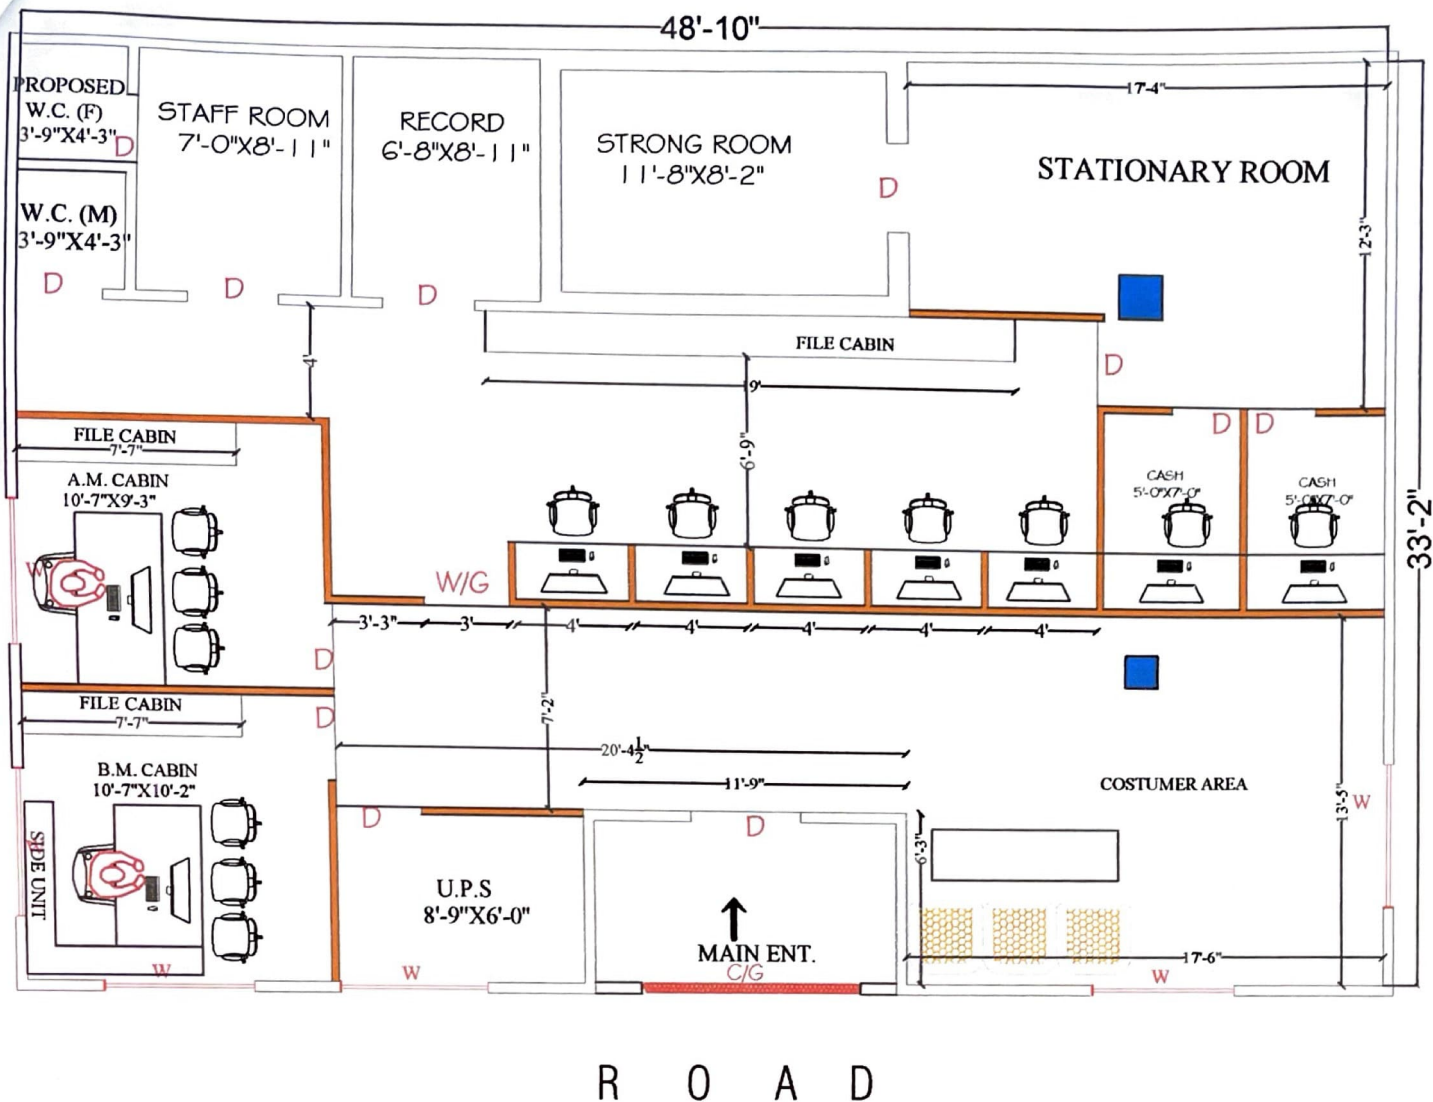 48'-10"
PROPOSED
W.C. (F)
3'-9"X4'-3"
D
W.C. (M)
3'-9"X4'-3"
D
STAFF ROOM
7'-0"X8'-11"
D
RECORD
6'-8"X8'-11"
D
STRONG ROOM
11'-8"X8'-2"
D
17'-4"
STATIONARY ROOM
12'-3"
33'-2"
4'
FILE CABIN
9'
6'-9"
D
D
D
CASH
5'-0"X7'-0"
CASH
5'-0"X7'-0"
FILE CABIN
7'-7"
A.M. CABIN
10'-7"X9'-3"
W
W/G
3'-3"
3'
4'
4'
4'
4'
4'
D
FILE CABIN
7'-7"
D
7'-2"
20'-4½"
11'-9"
B.M. CABIN
10'-7"X10'-2"
SIDE UNIT
W
D
U.P.S
8'-9"X6'-0"
W
D
MAIN ENT.
C/G
6'-3"
COSTUMER AREA
13'-5"
W
17'-6"
W
ROAD